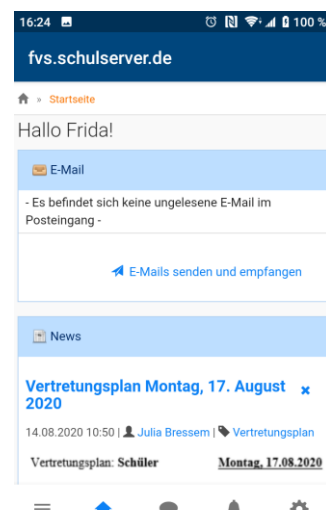 16:24 100 %
fvs.schulserver.de
» Startseite
Hallo Frida!
E-Mail
- Es befindet sich keine ungelesene E-Mail im
Posteingang -
E-Mails senden und empfangen
News
Vertretungsplan Montag, 17. August ×
2020
14.08.2020 10:50 | Julia Bressem | Vertretungsplan
Vertretungsplan: Schüler Montag, 17.08.2020